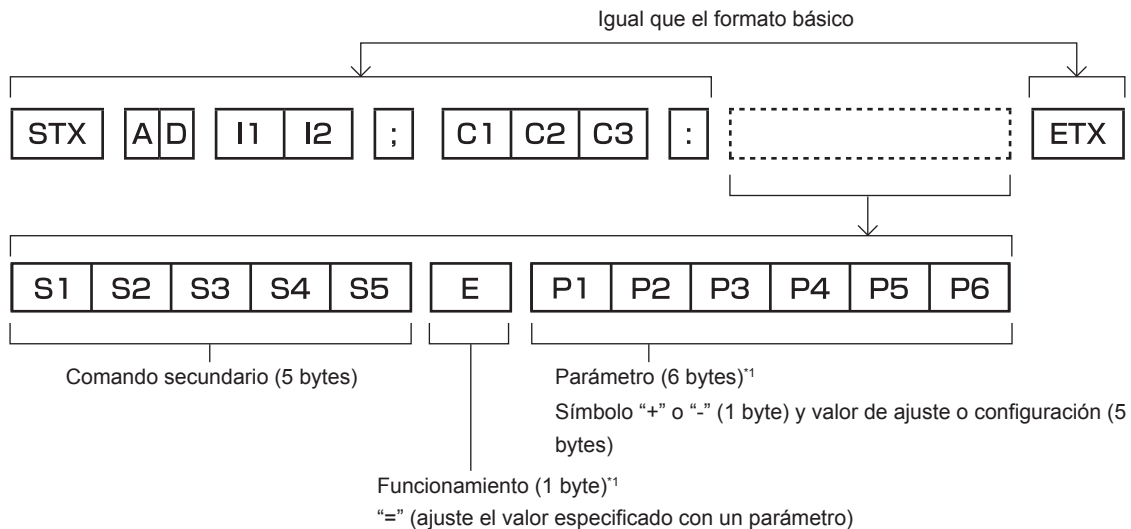 Igual que el formato básico
STX A D I1 I2 ; C1 C2 C3 : ETX
S1 S2 S3 S4 S5 E P1 P2 P3 P4 P5 P6
Comando secundario (5 bytes)
Parámetro (6 bytes)*1
Símbolo “+” o “-” (1 byte) y valor de ajuste o configuración (5
bytes)
Funcionamiento (1 byte)*1
“=” (ajuste el valor especificado con un parámetro)